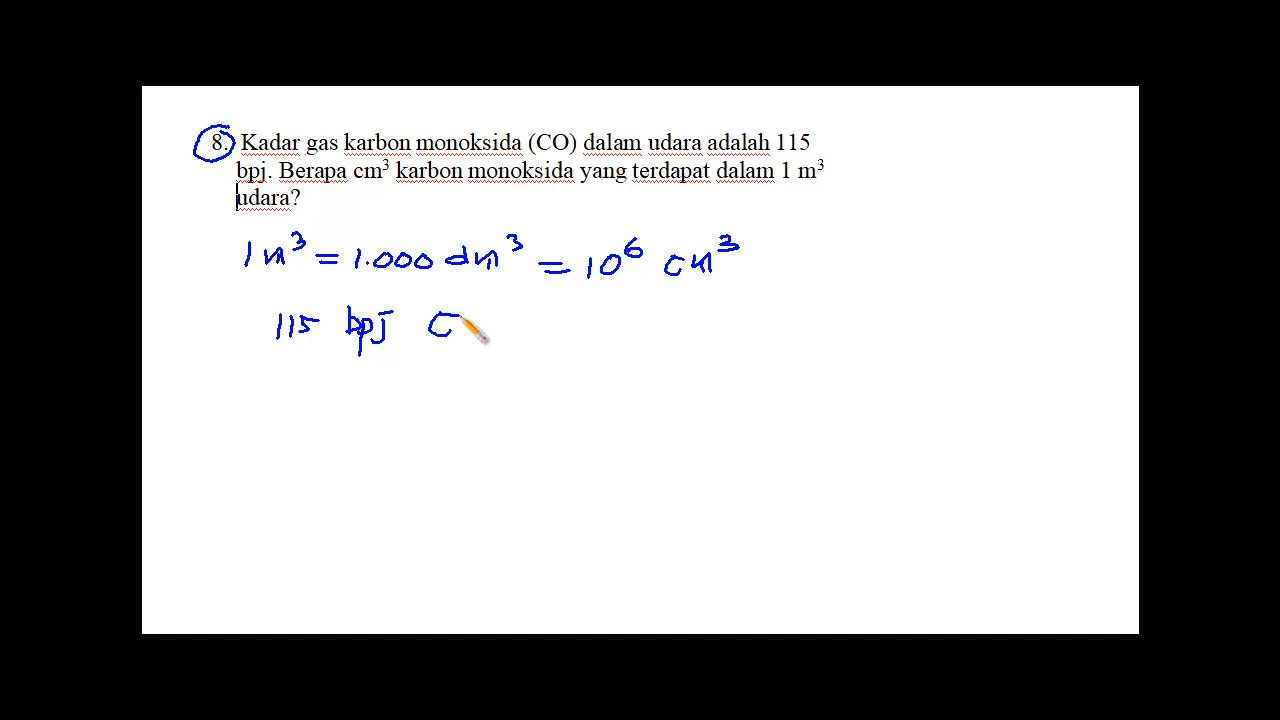 8. Kadar gas karbon monoksida (CO) dalam udara adalah 115
bpj. Berapa cm³ karbon monoksida yang terdapat dalam 1 m³
udara?
1 m³ = 1.000 dm³ = 10⁶ cm³
115 bpj C